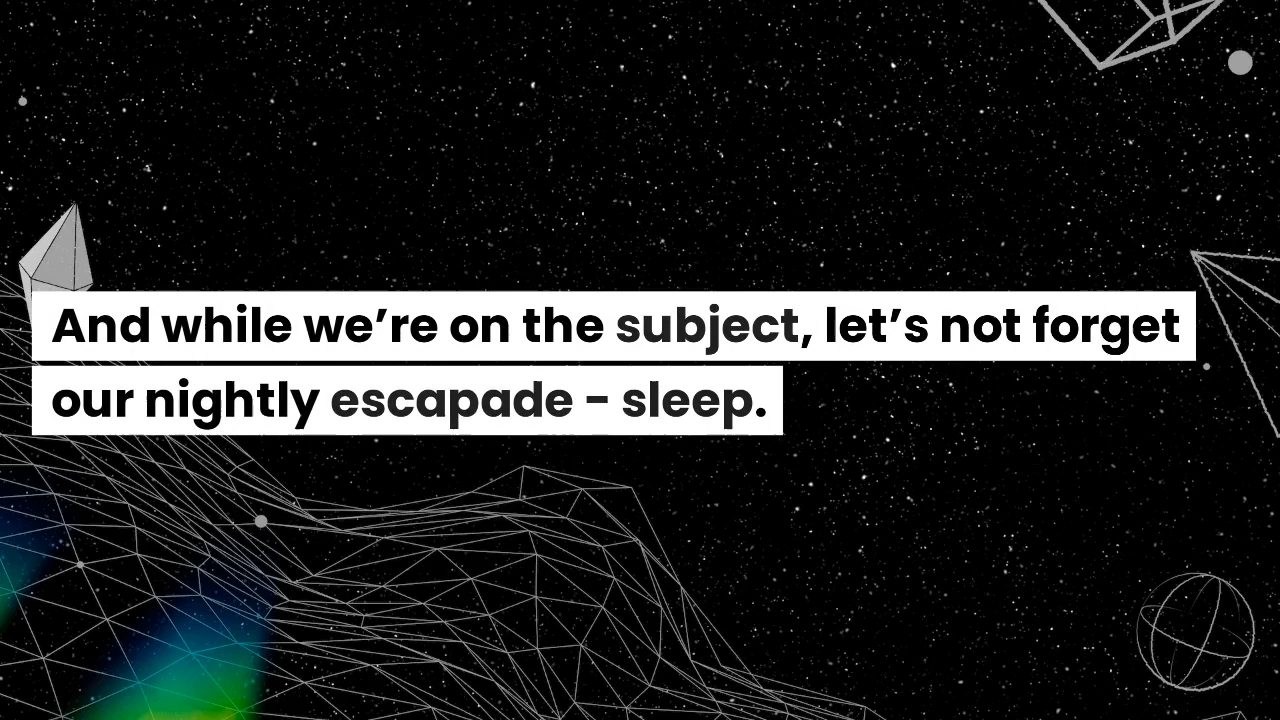 And while we’re on the subject, let’s not forget
our nightly escapade - sleep.